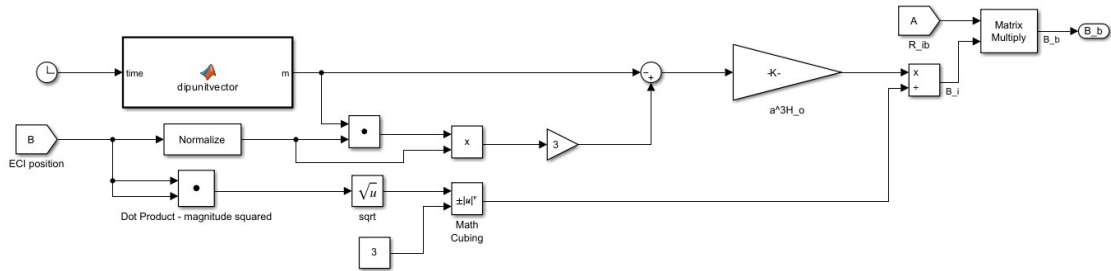 A
R_ib
Matrix
Multiply
B_b
B_b
time
m
dipunitvector
-K-
a^3H_o
x
÷
B_i
−
+
B
ECI position
Normalize
x
3
Dot Product - magnitude squared
√u
sqrt
±|u|ᵛ
Math
Cubing
3